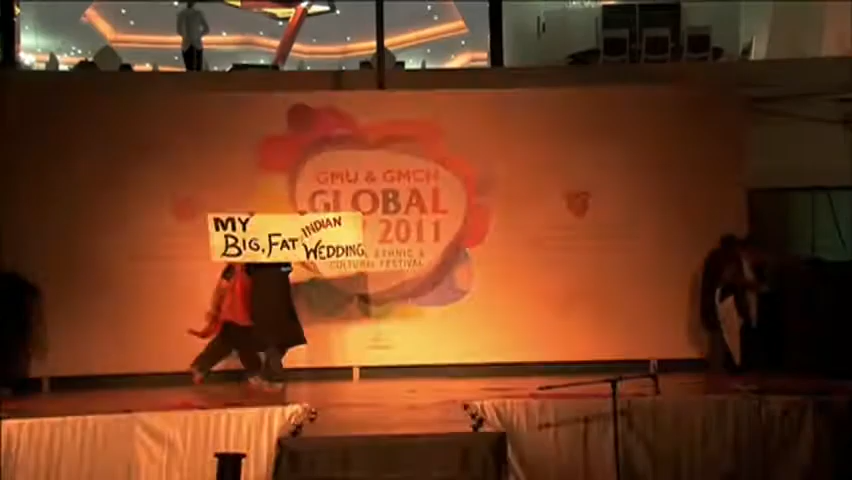 GMU & GMCH
GLOBAL
2011
ETHNIC &
CULTURAL FESTIVAL
MY
BIG, FAT INDIAN
WEDDING